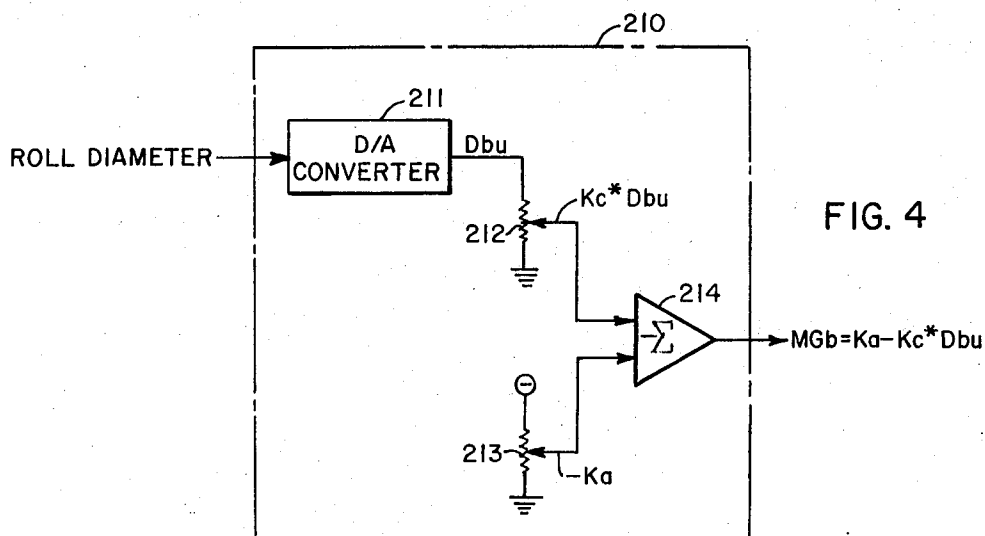 210
211
ROLL DIAMETER
D/A
CONVERTER
Dbu
Kc*Dbu
212
FIG. 4
214
-Σ
MGb=Ka-Kc*Dbu
213
-Ka